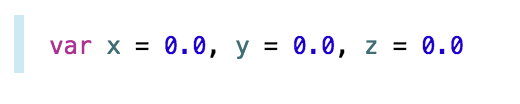 var x = 0.0, y = 0.0, z = 0.0